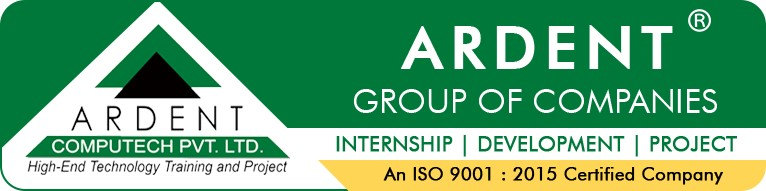 ARDENT
COMPUTECH PVT. LTD.
High-End Technology Training and Project
ARDENT ®
GROUP OF COMPANIES
INTERNSHIP | DEVELOPMENT | PROJECT
An ISO 9001 : 2015 Certified Company